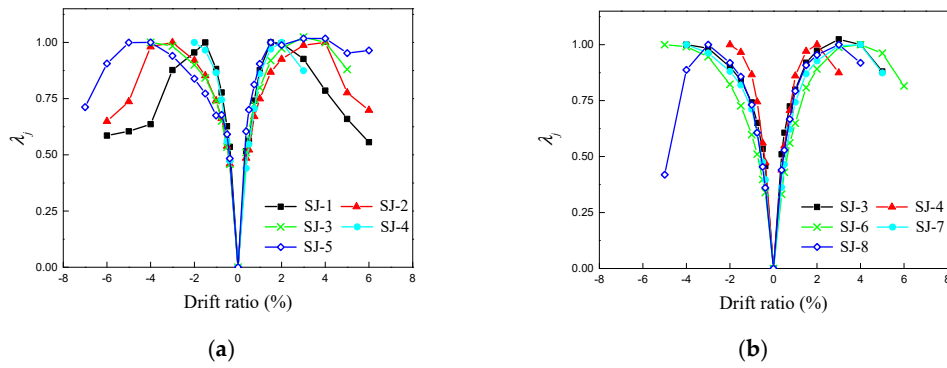 1.00
0.75
0.50
0.25
0.00
λj
-8 -6 -4 -2 0 2 4 6 8
Drift ratio (%)
SJ-1 SJ-2
SJ-3 SJ-4
SJ-5
(a)
1.00
0.75
0.50
0.25
0.00
λj
-8 -6 -4 -2 0 2 4 6 8
Drift ratio (%)
SJ-3 SJ-4
SJ-6 SJ-7
SJ-8
(b)